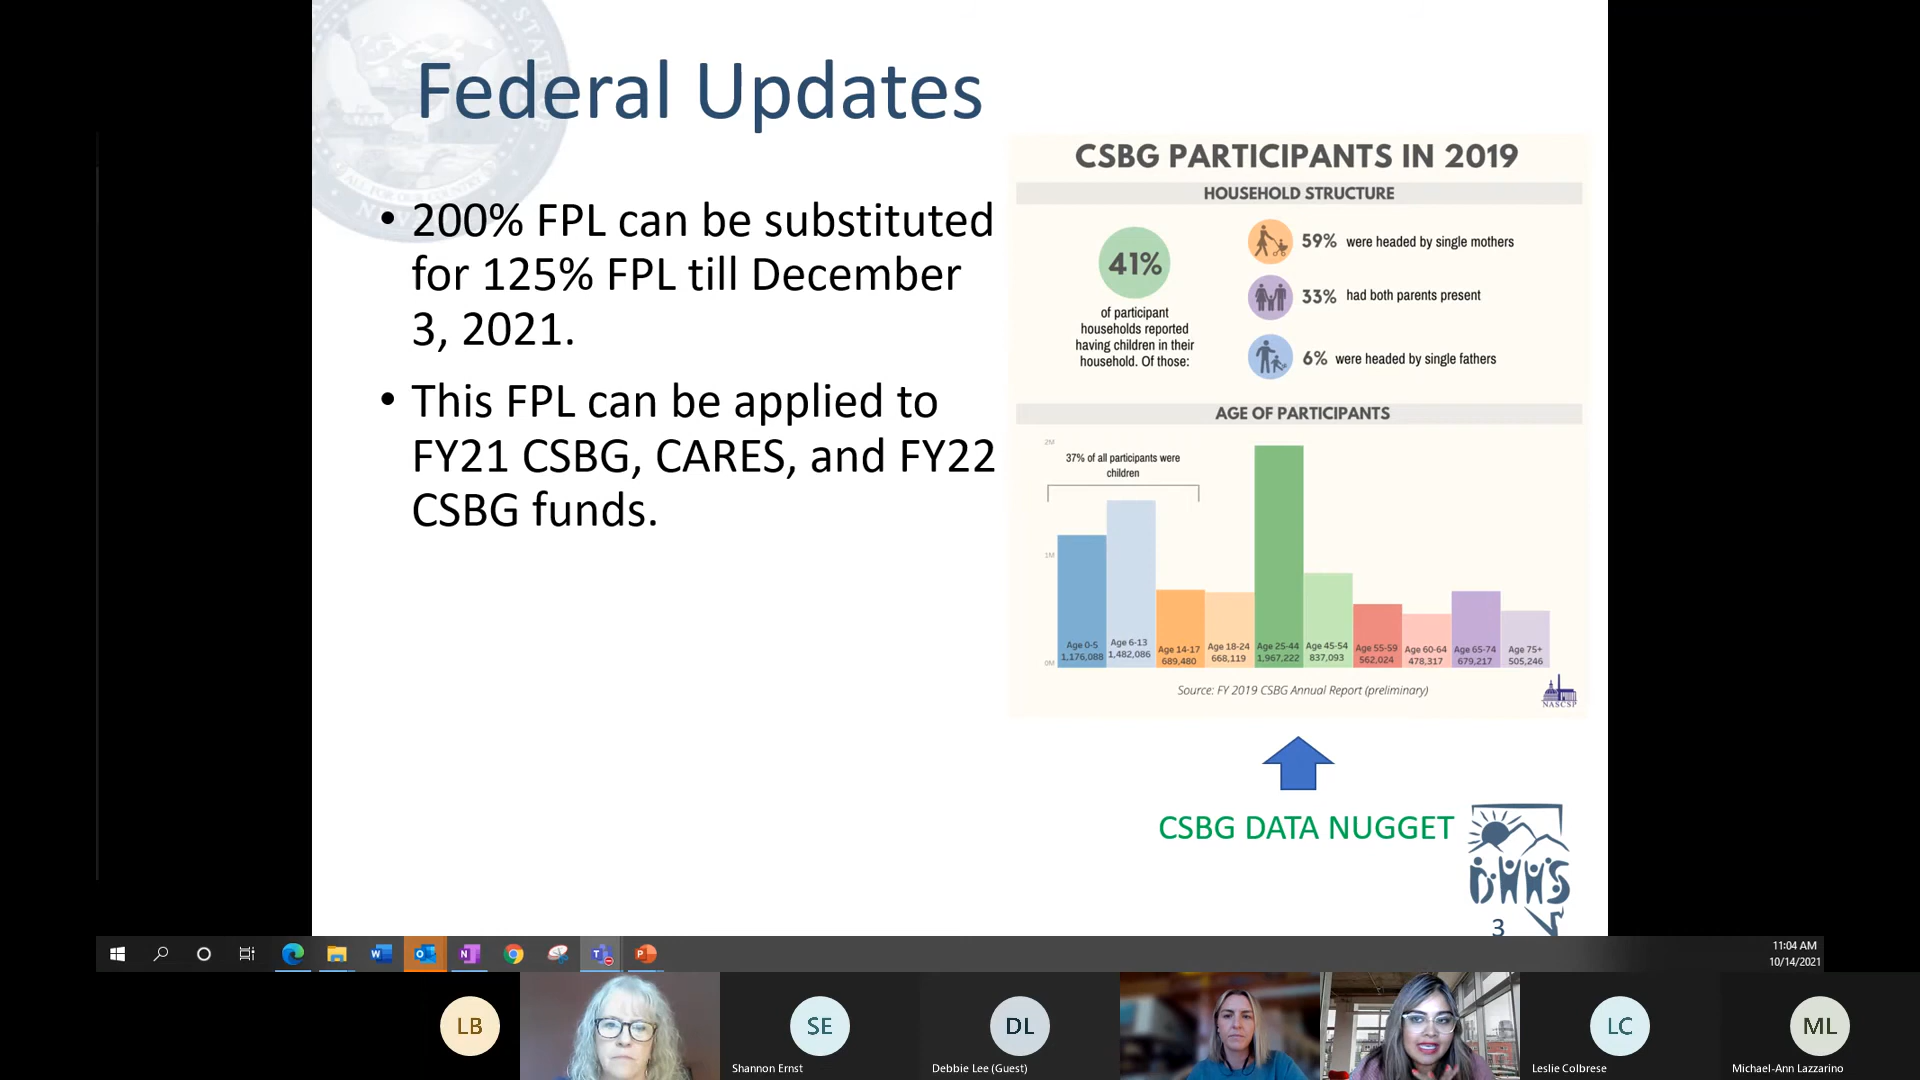 Federal Updates
• 200% FPL can be substituted
for 125% FPL till December
3, 2021.
• This FPL can be applied to
FY21 CSBG, CARES, and FY22
CSBG funds.
CSBG PARTICIPANTS IN 2019
HOUSEHOLD STRUCTURE
41%
of participant
households reported
having children in their
household. Of those:
59% were headed by single mothers
33% had both parents present
6% were headed by single fathers
AGE OF PARTICIPANTS
2M
1M
0M
37% of all participants were
children
Age 0-5
1,176,088
Age 6-13
1,482,086
Age 14-17
689,480
Age 18-24
668,119
Age 25-44
1,967,222
Age 45-54
837,093
Age 55-59
562,024
Age 60-64
478,317
Age 65-74
679,217
Age 75+
505,246
Source: FY 2019 CSBG Annual Report (preliminary)
NASCSP
CSBG DATA NUGGET
DHHS
3
11:04 AM
10/14/2021
LB
SE
Shannon Ernst
DL
Debbie Lee (Guest)
LC
Leslie Colbrese
ML
Michael-Ann Lazzarino